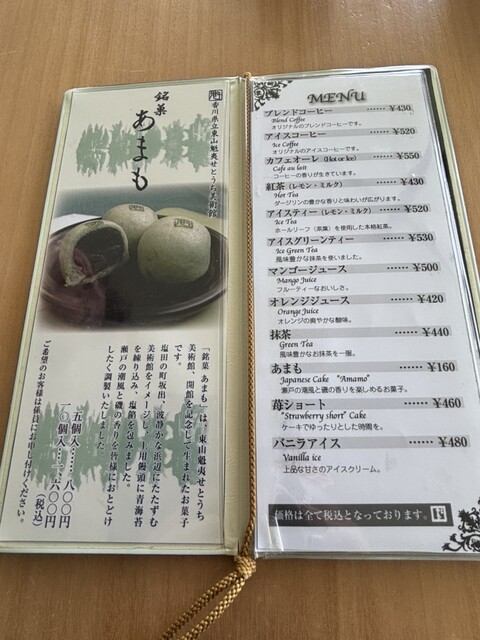 香川県立東山魁夷せとうち美術館
銘菓
あまも
「銘菓 あまも」は、東山魁夷せとうち
美術館、開館を記念して生まれたお菓子
です。
塩田の町坂出、波静かな浜辺にたたずむ
美術館をイメージし、上用饅頭に青海苔
を練り込み、塩餡を包みました。
瀬戸の潮風と磯の香りを皆様におとどけ
したく調製いたしました。
五個入……八〇〇円
一〇個入…一、六〇〇円
(税込)
ご希望のお客様は係員にお申し付けください。
MENU
ブレンドコーヒー ……¥430
Blend Coffee
オリジナルのブレンドコーヒーです。
アイスコーヒー ……¥520
Ice Coffee
オリジナルのアイスコーヒーです。
カフェオーレ (Hot or Ice) ……¥550
Cafe au lait
コーヒーの香りが生きています。
紅茶 (レモン・ミルク) ……¥430
Hot Tea
ダージリンの豊かな香りと味わいが広がります。
アイスティー (レモン・ミルク) ……¥520
Ice Tea
ホールリーフ(茶葉)を使用した本格紅茶。
アイスグリーンティー ……¥530
Ice Green Tea
風味豊かな抹茶を使いました。
マンゴージュース ……¥500
Mango Juice
フルーティーなおいしさ。
オレンジジュース ……¥420
Orange Juice
オレンジの爽やかな酸味。
抹茶 ……¥440
Green Tea
風味豊かなお抹茶を一服。
あまも ……¥160
Japanese Cake "Amamo"
瀬戸の潮風と磯の香りを楽しめるお菓子。
苺ショート ……¥460
"Strawberry short" Cake
ケーキでゆったりとした時間を。
バニラアイス ……¥480
Vanilla ice
上品な甘さのアイスクリーム。
価格は全て税込となっております。